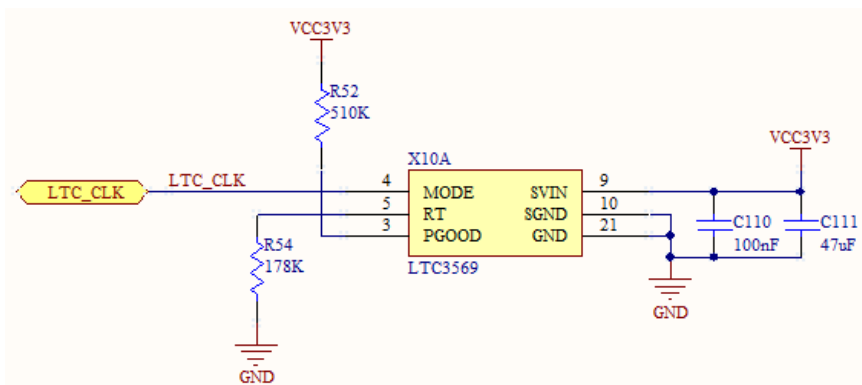 VCC3V3
R52
510K
VCC3V3
X10A
LTC_CLK
LTC_CLK
4
MODE
SVIN
9
5
RT
SGND
10
3
PGOOD
GND
21
C110
100nF
C111
47uF
R54
178K
LTC3569
GND
GND